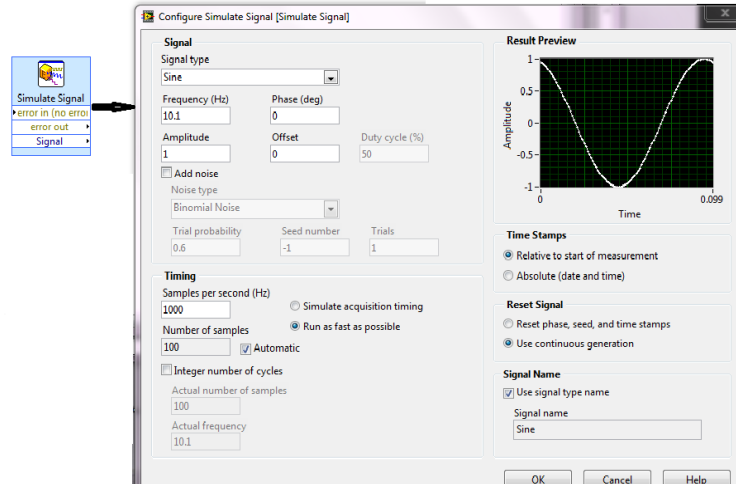 Configure Simulate Signal [Simulate Signal]
Simulate Signal
error in (no erro
error out
Signal
Signal
Signal type
Sine
Frequency (Hz) Phase (deg)
10.1 0
Amplitude Offset Duty cycle (%)
1 0 50
Add noise
Noise type
Binomial Noise
Trial probability Seed number Trials
0.6 -1 1
Timing
Samples per second (Hz)
1000
Simulate acquisition timing
Run as fast as possible
Number of samples
100 Automatic
Integer number of cycles
Actual number of samples
100
Actual frequency
10.1
Result Preview
Amplitude
1
0.5
0
-0.5
-1
0 0.099
Time
Time Stamps
Relative to start of measurement
Absolute (date and time)
Reset Signal
Reset phase, seed, and time stamps
Use continuous generation
Signal Name
Use signal type name
Signal name
Sine
OK Cancel Help